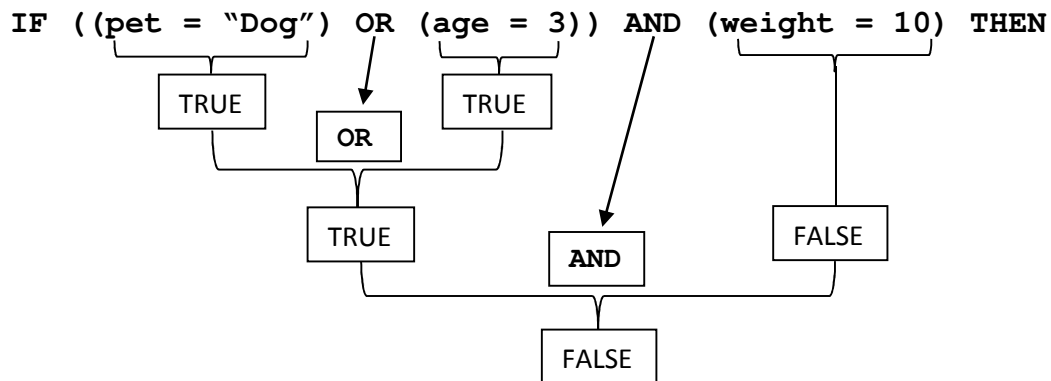 IF ((pet = “Dog”) OR (age = 3)) AND (weight = 10) THEN
TRUE TRUE
OR
TRUE FALSE
AND
FALSE